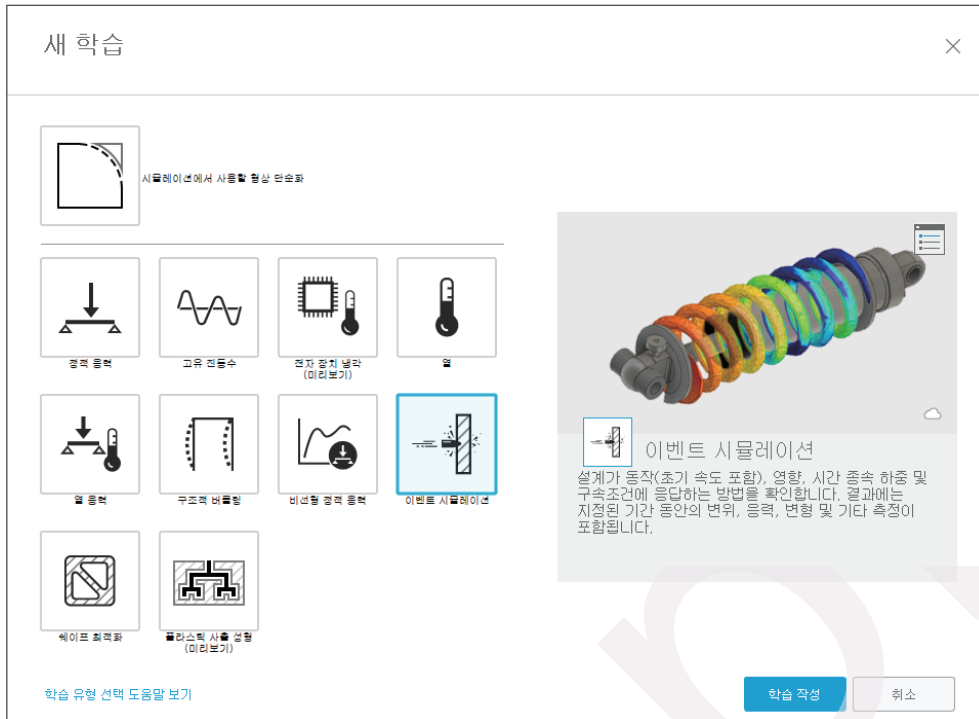 새 학습
시뮬레이션에서 사용할 형상 단순화
정적 응력
고유 진동수
전자 장치 냉각
(미리보기)
열
열 응력
구조적 버클링
비선형 정적 응력
이벤트 시뮬레이션
쉐이프 최적화
플라스틱 사출 성형
(미리보기)
이벤트 시뮬레이션
설계가 동작(초기 속도 포함), 영향, 시간 종속 하중 및
구속조건에 응답하는 방법을 확인합니다. 결과에는
지정된 기간 동안의 변위, 응력, 변형 및 기타 측정이
포함됩니다.
학습 유형 선택 도움말 보기
학습 작성
취소